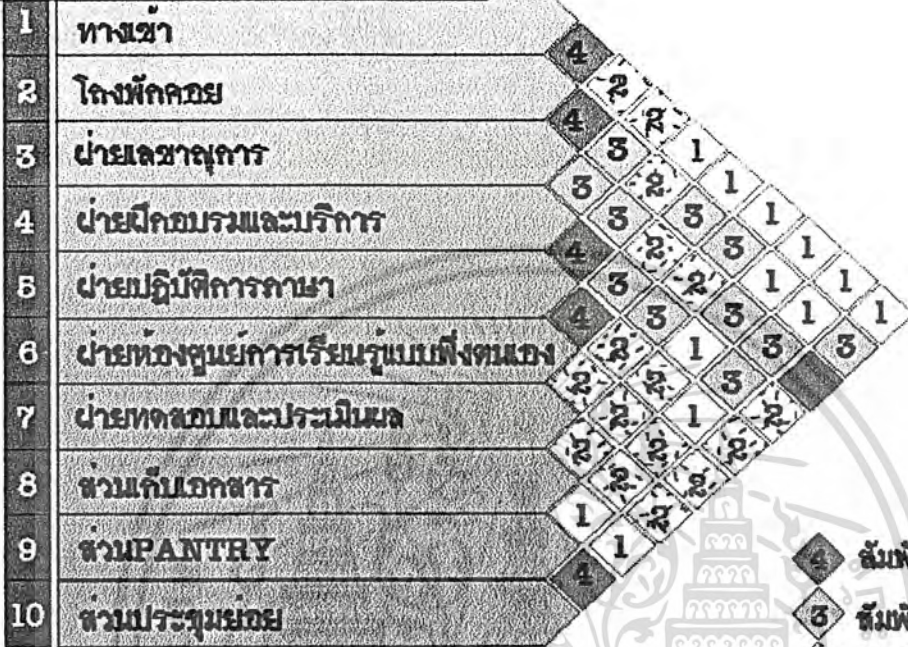 1 ทางเข้า
4 2 2 1 1 1 1 1 1
2 โถงพักคอย
4 3 2 3 3 1 1 3
3 ฝ่ายเลขานุการ
3 3 2 2 3 3
4 ฝ่ายฝึกอบรมและบริการ
4 3 3 1 3 2
5 ฝ่ายปฏิบัติการภาษา
4 2 2 1 2
6 ฝ่ายห้องศูนย์การเรียนรู้แบบพึ่งตนเอง
2 2 2 2
7 ฝ่ายทดสอบและประเมินผล
2 2 2
8 ส่วนเก็บเอกสาร
1 1
9 ส่วนPANTRY
4
10 ส่วนประชุมย่อย
4 สัมพั
3 สัมพั